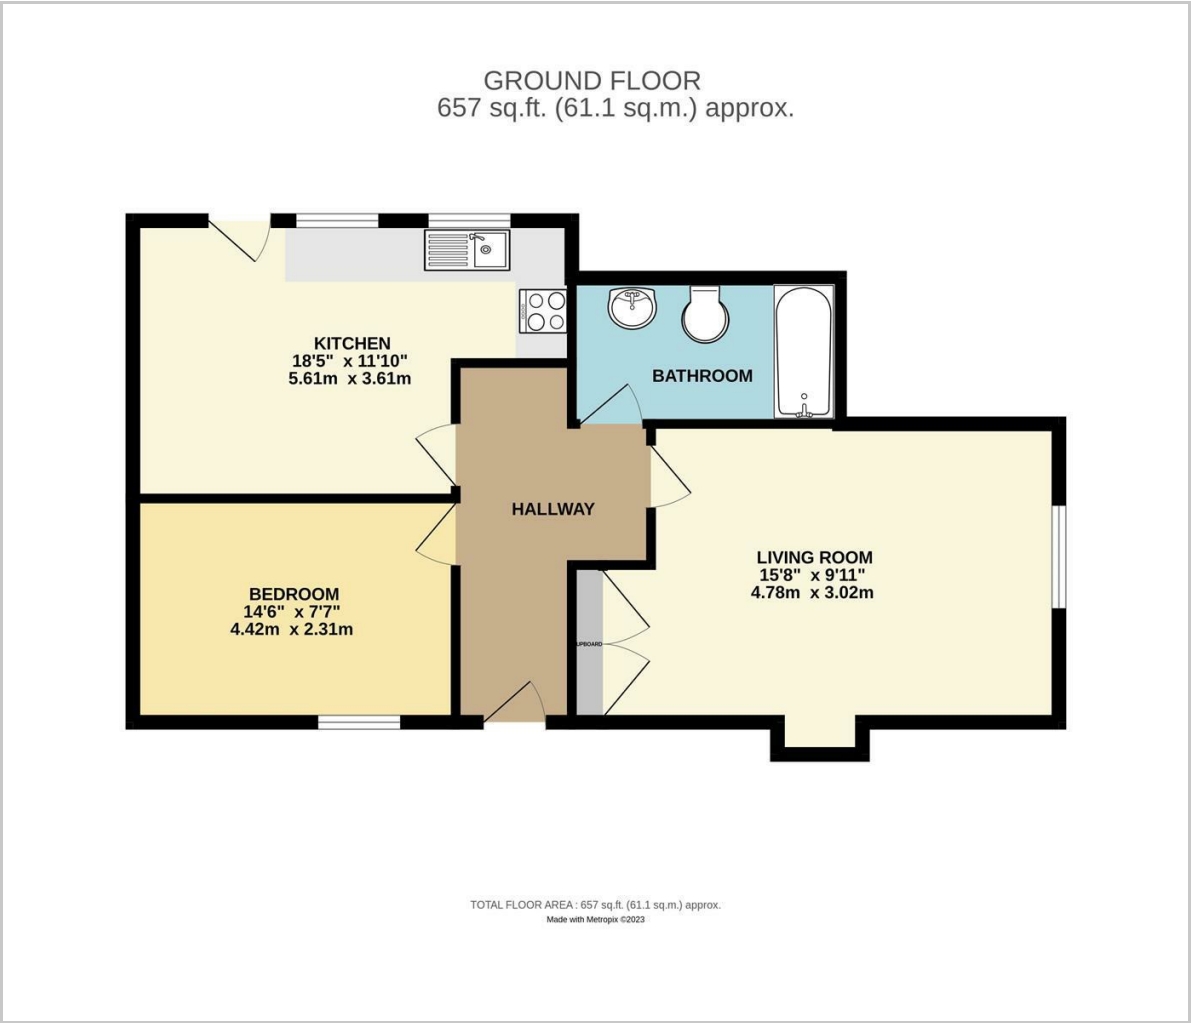 GROUND FLOOR
657 sq.ft. (61.1 sq.m.) approx.
KITCHEN
18'5" x 11'10"
5.61m x 3.61m
BATHROOM
HALLWAY
LIVING ROOM
15'8" x 9'11"
4.78m x 3.02m
BEDROOM
14'6" x 7'7"
4.42m x 2.31m
UPBOARD
TOTAL FLOOR AREA : 657 sq.ft. (61.1 sq.m.) approx.
Made with Metropix ©2023